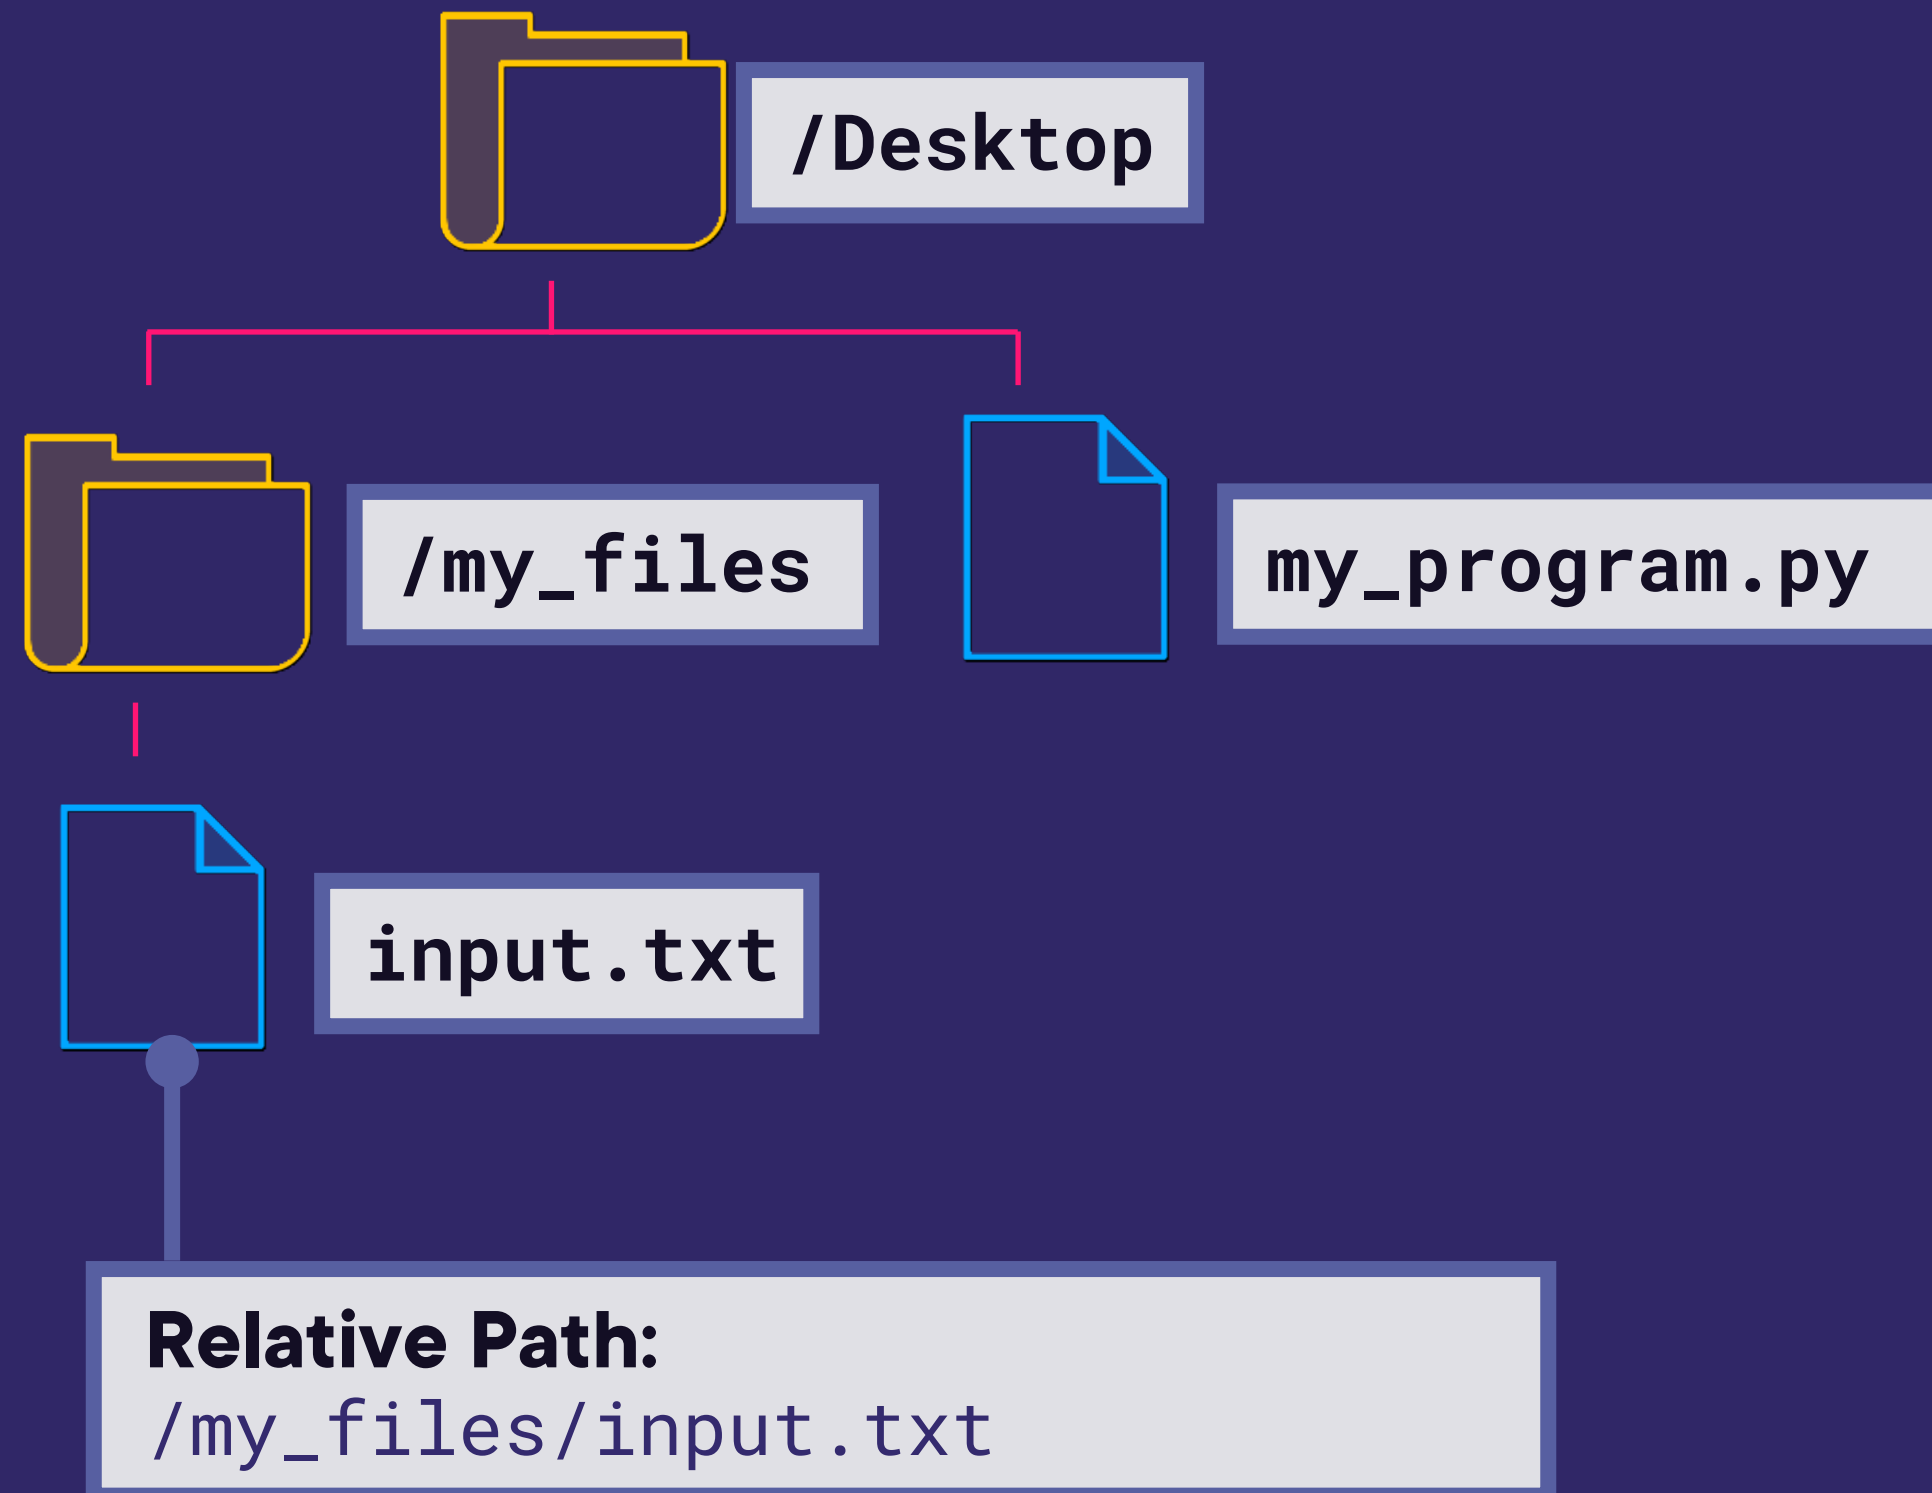 /Desktop
/my_files
my_program.py
input.txt
Relative Path:
/my_files/input.txt